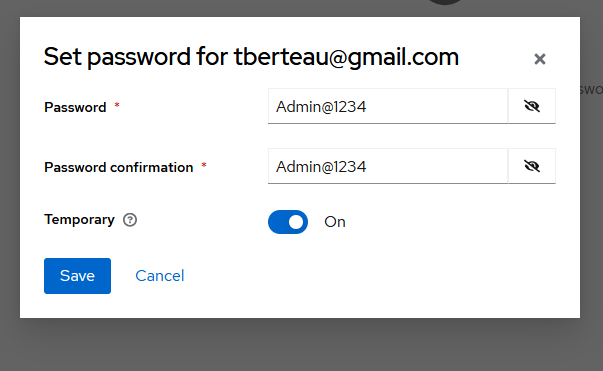 Set password for tberteau@gmail.com
Password *
Admin@1234
Password confirmation *
Admin@1234
Temporary
On
Save
Cancel